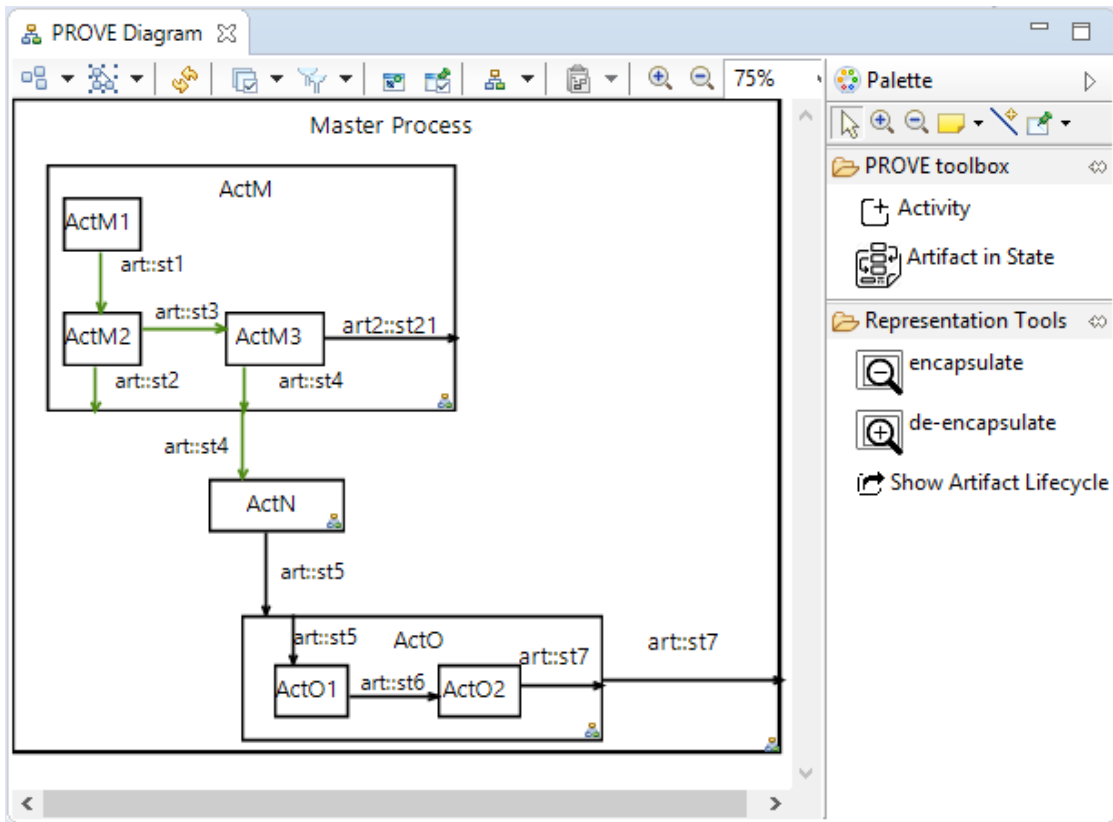 PROVE Diagram
75%
Master Process
ActM
ActM1
art::st1
art::st3
ActM2
ActM3
art2::st21
art::st2
art::st4
art::st4
ActN
art::st5
art::st5
ActO
art::st7
art::st7
ActO1
art::st6
ActO2
Palette
PROVE toolbox
Activity
Artifact in State
Representation Tools
encapsulate
de-encapsulate
Show Artifact Lifecycle